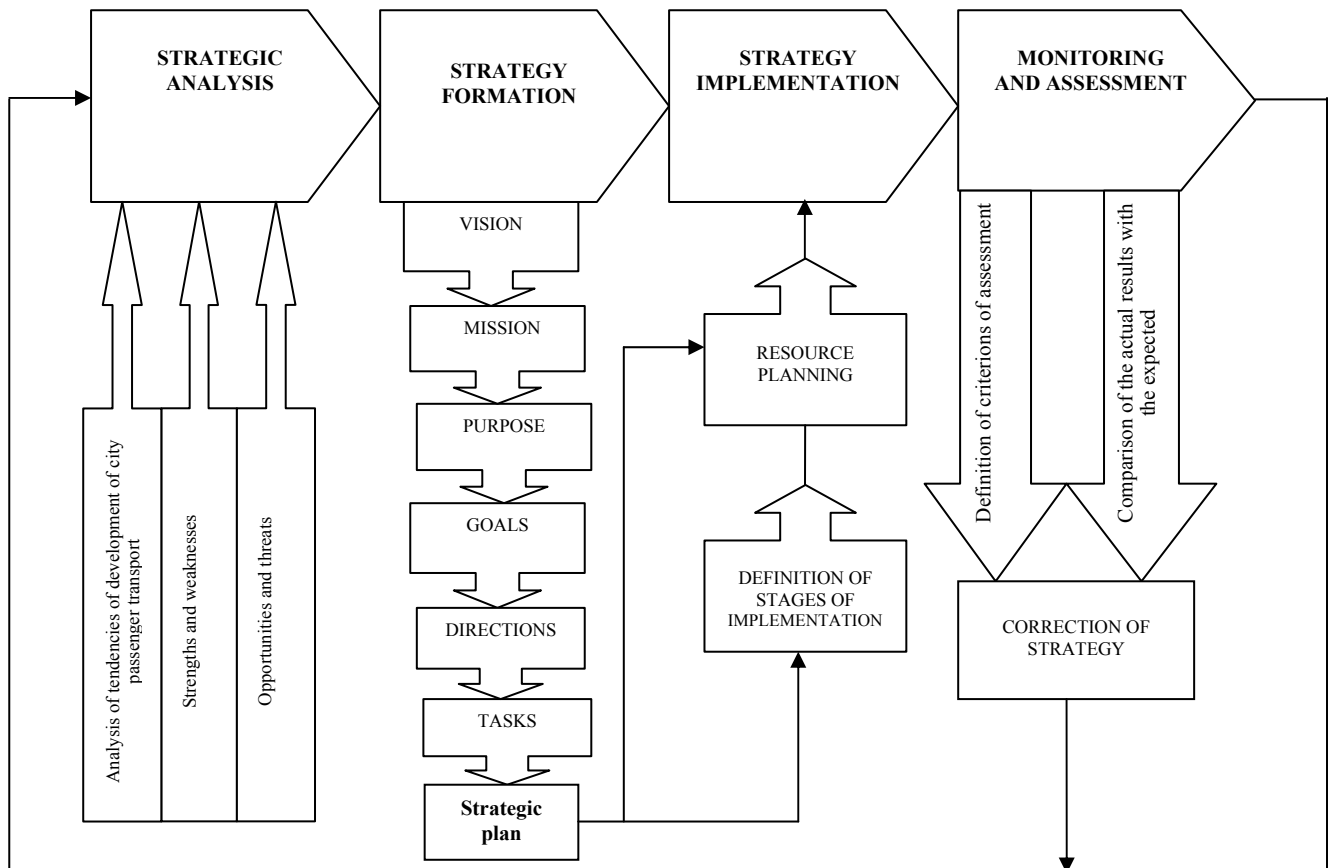 STRATEGIC
ANALYSIS
STRATEGY
FORMATION
STRATEGY
IMPLEMENTATION
MONITORING
AND ASSESSMENT
Analysis of tendencies of development of city
passenger transport
Strengths and weaknesses
Opportunities and threats
VISION
MISSION
PURPOSE
GOALS
DIRECTIONS
TASKS
Strategic
plan
RESOURCE
PLANNING
DEFINITION OF
STAGES OF
IMPLEMENTATION
Definition of criterions of assessment
Comparison of the actual results with
the expected
CORRECTION OF
STRATEGY